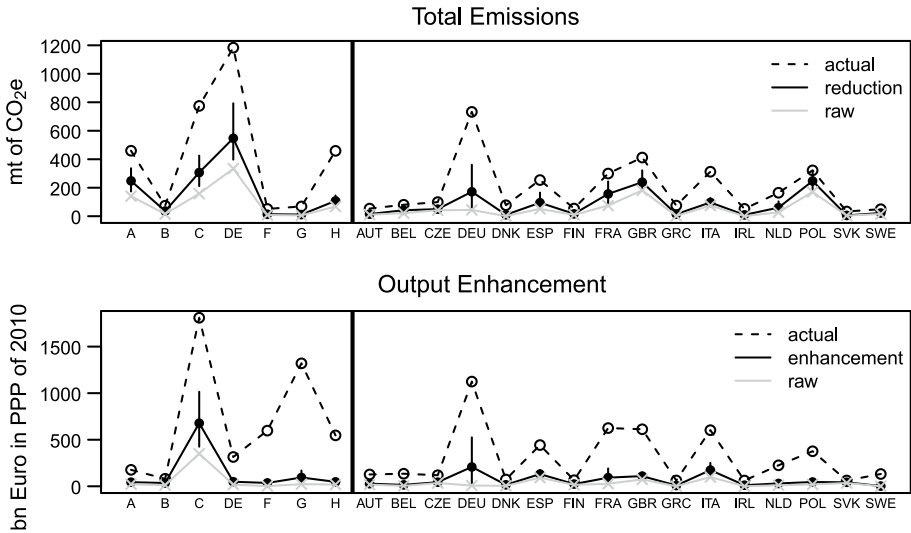 Total Emissions
mt of CO₂e
1200
1000
800
600
400
200
0
actual
reduction
raw
A B C DE F G H AUT BEL CZE DEU DNK ESP FIN FRA GBR GRC ITA IRL NLD POL SVK SWE
Output Enhancement
bn Euro in PPP of 2010
1500
1000
500
0
actual
enhancement
raw
A B C DE F G H AUT BEL CZE DEU DNK ESP FIN FRA GBR GRC ITA IRL NLD POL SVK SWE